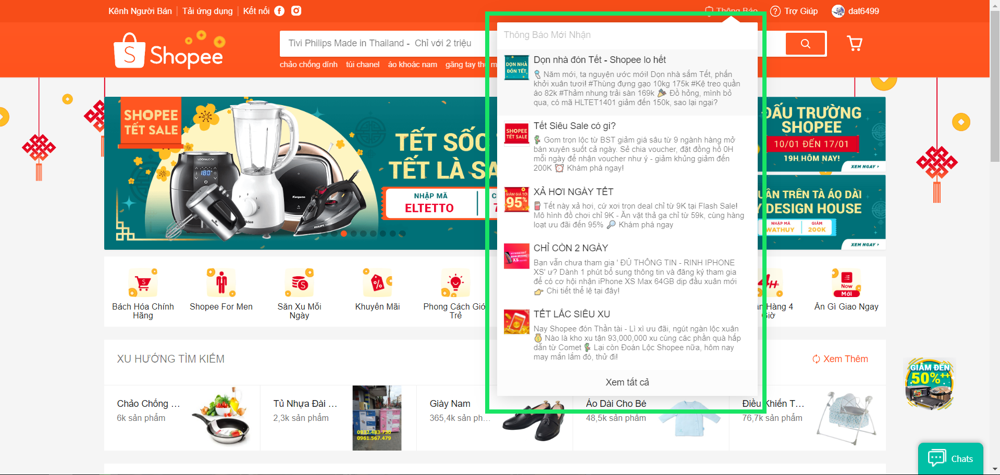 Kênh Người Bán
Tải ứng dụng
Kết nối
Thông Báo
Trợ Giúp
dat6499
Shopee
Tivi Philips Made in Thailand - Chỉ với 2 triệu
chảo chống dính
túi chanel
áo khoác nam
găng tay thu m
Thông Báo Mới Nhận
DỌN NHÀ
ĐÓN TẾT
Dọn nhà đón Tết - Shopee lo hết
Năm mới, ta nguyện ước mới! Dọn nhà sắm Tết, phấn
khởi xuân tươi! #Thùng đựng gạo 10kg 175k #Kệ treo quần
áo 82k #Thảm nhung trải sàn 169k 🎉 Đồ hỏng, mình bỏ
qua, có mã HLTET1401 giảm đến 150k, sao lại ngại?
SHOPEE
TẾT SALE
Tết Siêu Sale có gì?
Gom trọn lộc từ BST giảm giá sâu từ 9 ngành hàng mở
bán xuyên suốt cả ngày. Sẻ chia voucher, đặt đồng hồ 0H
mỗi ngày để nhận voucher như ý - giảm khủng giảm đến
200K ⏰ Khám phá ngay!
GIẢM GIÁ TỚI
95%
XẢ HƠI NGÀY TẾT
Tết này xả hơi, cứ xơi trọn deal chỉ từ 9K tại Flash Sale!
Mô hình đồ chơi chỉ 9K - Ăn vặt thả ga chỉ từ 59k, cùng hàng
loạt ưu đãi đến 95% 🔎 Khám phá ngay
XS
CHỈ CÒN 2 NGÀY
Bạn vẫn chưa tham gia ' ĐỦ THÔNG TIN - RINH IPHONE
XS' ư? Dành 1 phút bổ sung thông tin và đăng ký tham gia
để có cơ hội nhận iPhone XS Max 64GB dịp đầu xuân mới
👉 Chi tiết thể lệ tại đây!
TẾT LẮC SIÊU XU
Nay Shopee đón Thần tài - Lì xì ưu đãi, ngút ngàn lộc xuân
💰 Nào là kho xu tận 93,000,000 xu cùng các phần quà hấp
dẫn từ Comet Lại còn Đoán Lộc Shopee nữa, hôm nay
may mắn lắm đó, thử đi!
Xem tất cả
SHOPEE
TẾT SALE
TẾT SỐC
TẾT LÀ SA
NHẬP MÃ
ELTETTO
LOCK&LOCK
180
Kangaroo
Midea
PHILIPS
ĐẤU TRƯỜNG
SHOPEE
10/01 ĐẾN 17/01
19H HÔM NAY!
XEM NGAY
UÂN TRÊN TÀ ÁO DÀI
Y DESIGN HOUSE
NHẬP MÃ
WATHUY
GIẢM
200K
XEM NGAY
Bách Hóa Chính
Hãng
Shopee For Men
Săn Xu Mỗi
Ngày
Khuyến Mãi
Phong Cách Giớ
Trẻ
4H
àn Hàng 4
Giờ
Now
Mới
Ăn Gì Giao Ngay
XU HƯỚNG TÌM KIẾM
Xem Thêm
Chảo Chống ...
6k sản phẩm
Tủ Nhựa Đài ...
2,3k sản phẩm
0932.483.730
0961.567.479
Giày Nam
365,4k sản ph...
Áo Dài Cho Bé
48,5k sản phẩm
Điều Khiển T...
76,7k sản phẩm
GIẢM ĐẾN
50%++
Chats